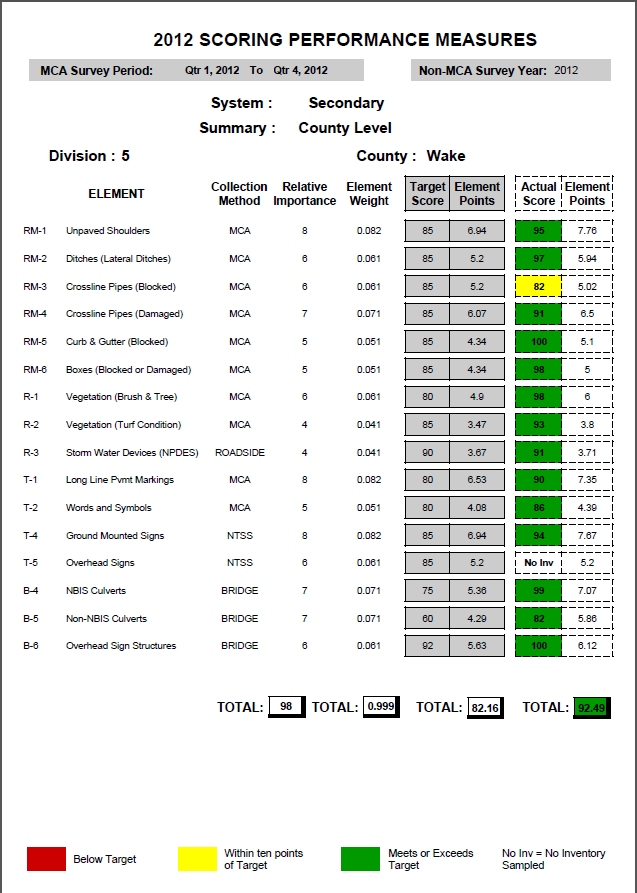 2012 SCORING PERFORMANCE MEASURES
MCA Survey Period: Qtr 1, 2012 To Qtr 4, 2012 Non-MCA Survey Year: 2012
System : Secondary
Summary : County Level
Division : 5 County : Wake
ELEMENT Collection Method Relative Importance Element Weight Target Score Element Points Actual Score Element Points
RM-1 Unpaved Shoulders MCA 8 0.082 85 6.94 95 7.76
RM-2 Ditches (Lateral Ditches) MCA 6 0.061 85 5.2 97 5.94
RM-3 Crossline Pipes (Blocked) MCA 6 0.061 85 5.2 82 5.02
RM-4 Crossline Pipes (Damaged) MCA 7 0.071 85 6.07 91 6.5
RM-5 Curb & Gutter (Blocked) MCA 5 0.051 85 4.34 100 5.1
RM-6 Boxes (Blocked or Damaged) MCA 5 0.051 85 4.34 98 5
R-1 Vegetation (Brush & Tree) MCA 6 0.061 80 4.9 98 6
R-2 Vegetation (Turf Condition) MCA 4 0.041 85 3.47 93 3.8
R-3 Storm Water Devices (NPDES) ROADSIDE 4 0.041 90 3.67 91 3.71
T-1 Long Line Pvmt Markings MCA 8 0.082 80 6.53 90 7.35
T-2 Words and Symbols MCA 5 0.051 80 4.08 86 4.39
T-4 Ground Mounted Signs NTSS 8 0.082 85 6.94 94 7.67
T-5 Overhead Signs NTSS 6 0.061 85 5.2 No Inv 5.2
B-4 NBIS Culverts BRIDGE 7 0.071 75 5.36 99 7.07
B-5 Non-NBIS Culverts BRIDGE 7 0.071 60 4.29 82 5.86
B-6 Overhead Sign Structures BRIDGE 6 0.061 92 5.63 100 6.12
TOTAL: 98 TOTAL: 0.999 TOTAL: 82.16 TOTAL: 92.49
Below Target
Within ten points
of Target
Meets or Exceeds
Target
No Inv = No Inventory
Sampled